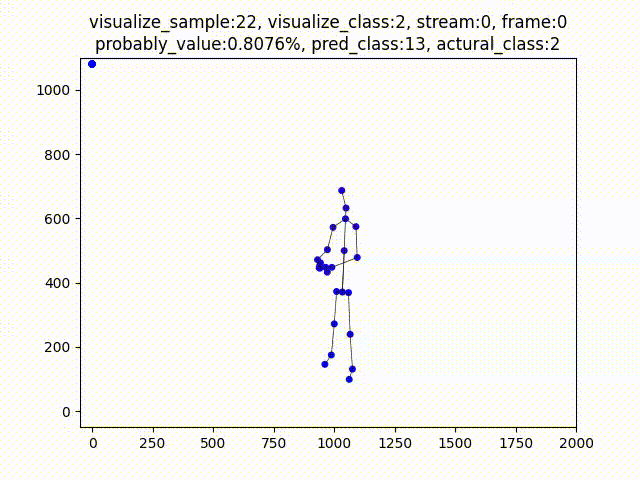 visualize_sample:22, visualize_class:2, stream:0, frame:0
probably_value:0.8076%, pred_class:13, actural_class:2
1000
800
600
400
200
0
0 250 500 750 1000 1250 1500 1750 2000